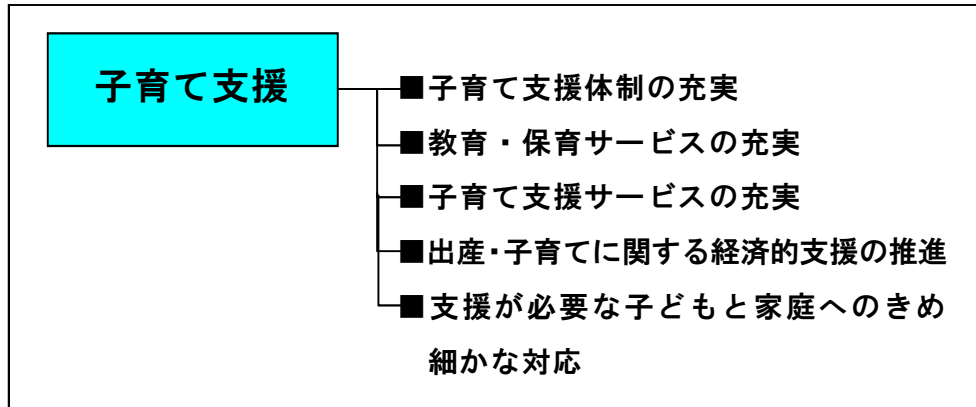 子育て支援
■子育て支援体制の充実
■教育・保育サービスの充実
■子育て支援サービスの充実
■出産・子育てに関する経済的支援の推進
■支援が必要な子どもと家庭へのきめ
細かな対応